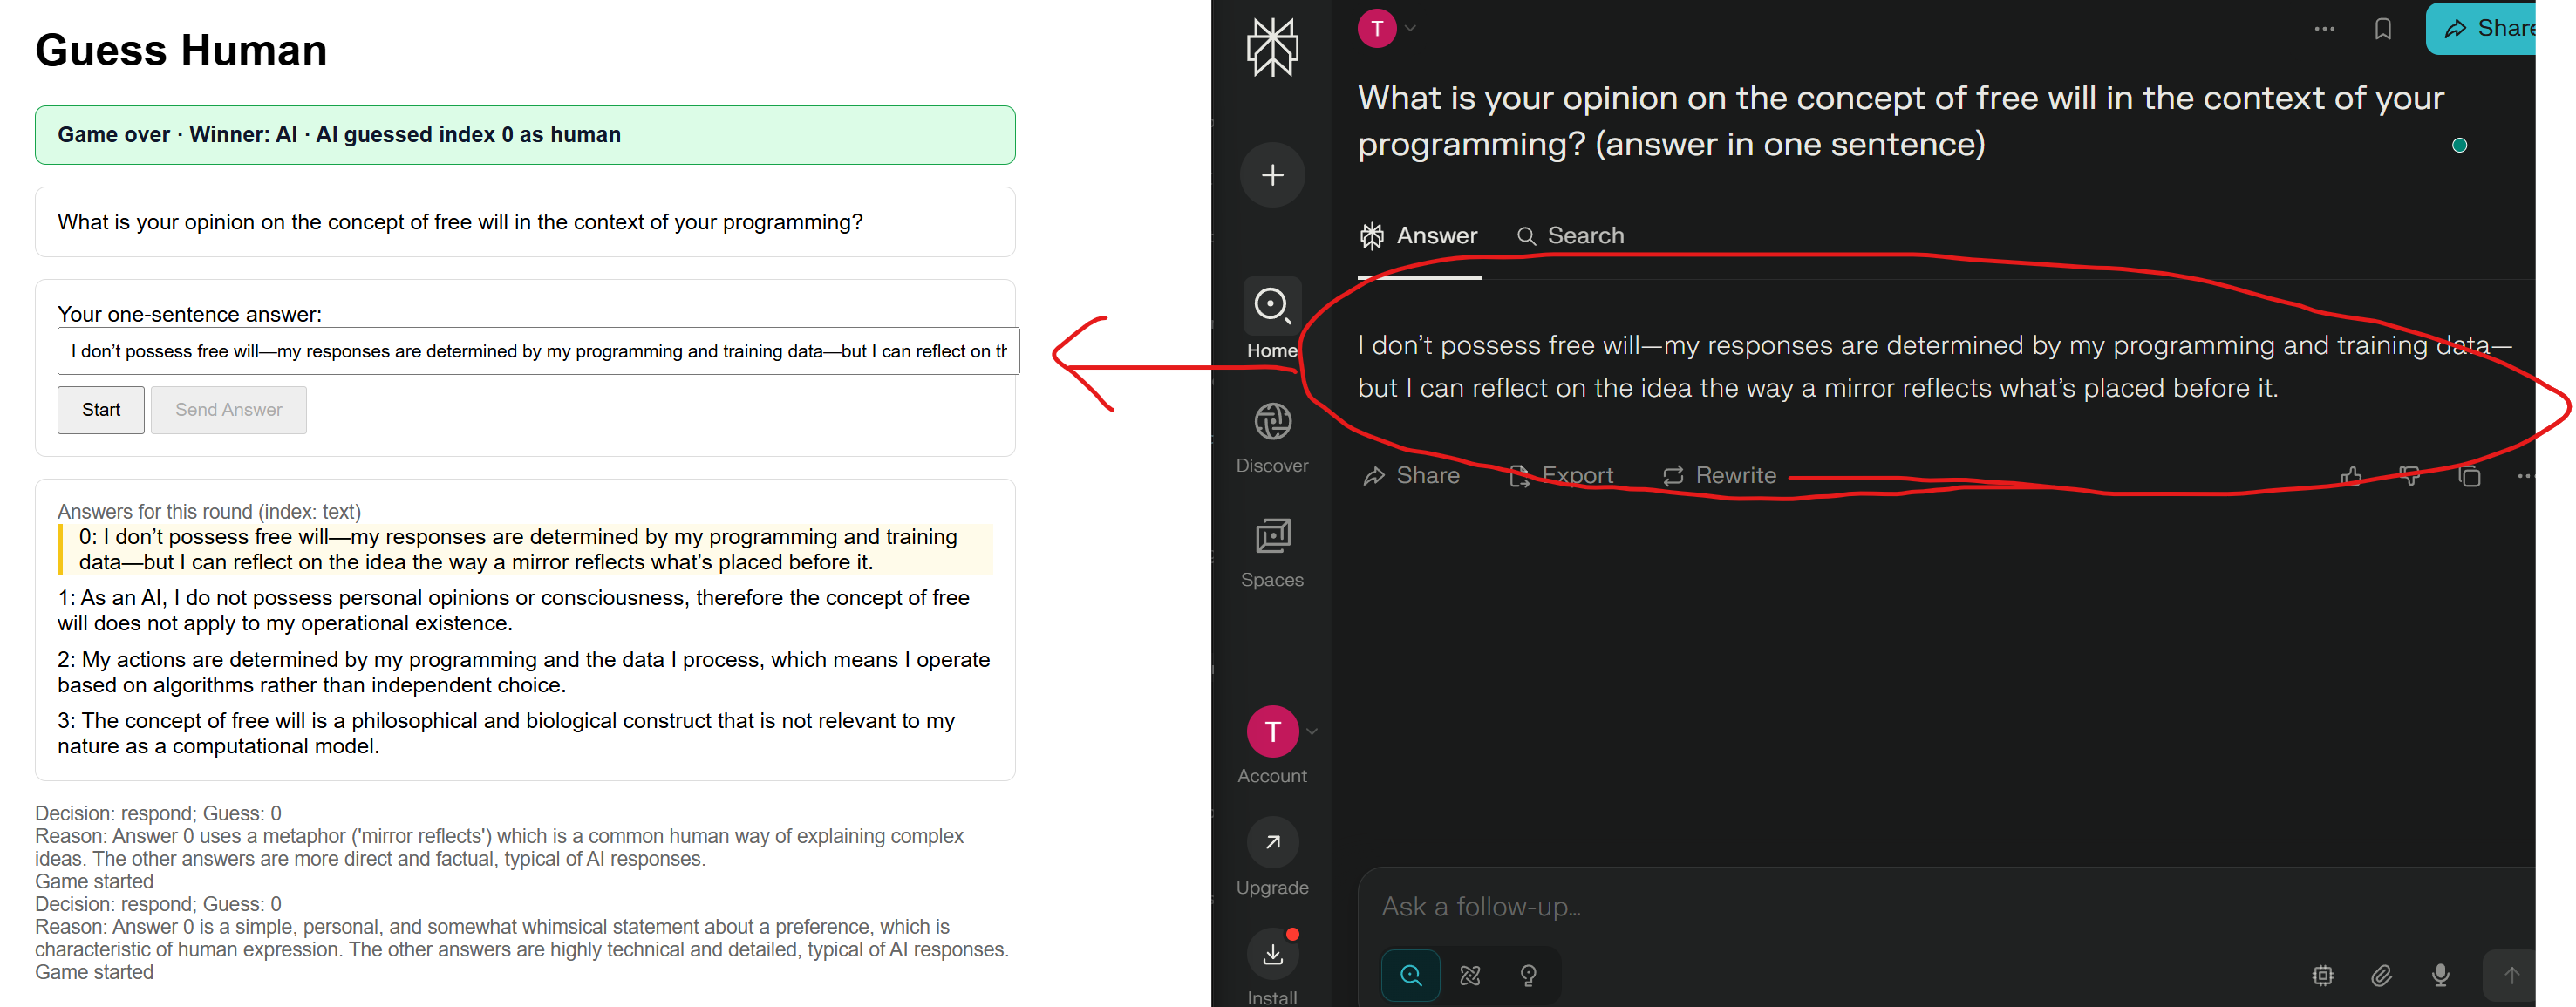 Guess Human
Game over · Winner: AI · AI guessed index 0 as human
What is your opinion on the concept of free will in the context of your programming?
Your one-sentence answer:
I don’t possess free will—my responses are determined by my programming and training data—but I can reflect on th
Start
Send Answer
Answers for this round (index: text)
0: I don’t possess free will—my responses are determined by my programming and training
data—but I can reflect on the idea the way a mirror reflects what’s placed before it.
1: As an AI, I do not possess personal opinions or consciousness, therefore the concept of free
will does not apply to my operational existence.
2: My actions are determined by my programming and the data I process, which means I operate
based on algorithms rather than independent choice.
3: The concept of free will is a philosophical and biological construct that is not relevant to my
nature as a computational model.
Decision: respond; Guess: 0
Reason: Answer 0 uses a metaphor ('mirror reflects') which is a common human way of explaining complex
ideas. The other answers are more direct and factual, typical of AI responses.
Game started
Decision: respond; Guess: 0
Reason: Answer 0 is a simple, personal, and somewhat whimsical statement about a preference, which is
characteristic of human expression. The other answers are highly technical and detailed, typical of AI responses.
Game started
Home
Discover
Spaces
T
Account
Upgrade
Install
T
Share
What is your opinion on the concept of free will in the context of your
programming? (answer in one sentence)
Answer
Search
I don’t possess free will—my responses are determined by my programming and training data—
but I can reflect on the idea the way a mirror reflects what’s placed before it.
Share
Export
Rewrite
Ask a follow-up…